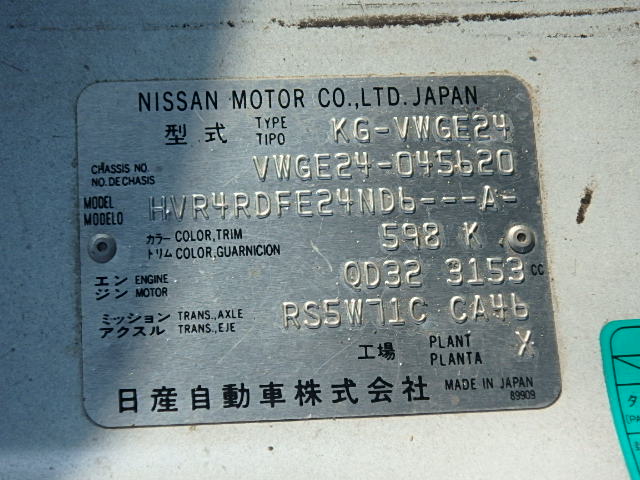 NISSAN MOTOR CO.,LTD. JAPAN
型式 TYPE TIPO KG-VWGE24
CHASSIS NO. NO. DE CHASIS VWGE24-045620
MODEL MODELO HVR4RDFE24ND6---A-
カラー COLOR,TRIM
トリム COLOR,GUARNICION 598 K
エンジン ENGINE MOTOR QD32 3153 cc
ミッション TRANS.,AXLE
アクスル TRANS.,EJE RS5W71C CA46
工場 PLANT PLANTA X
日産自動車株式会社 MADE IN JAPAN
89909